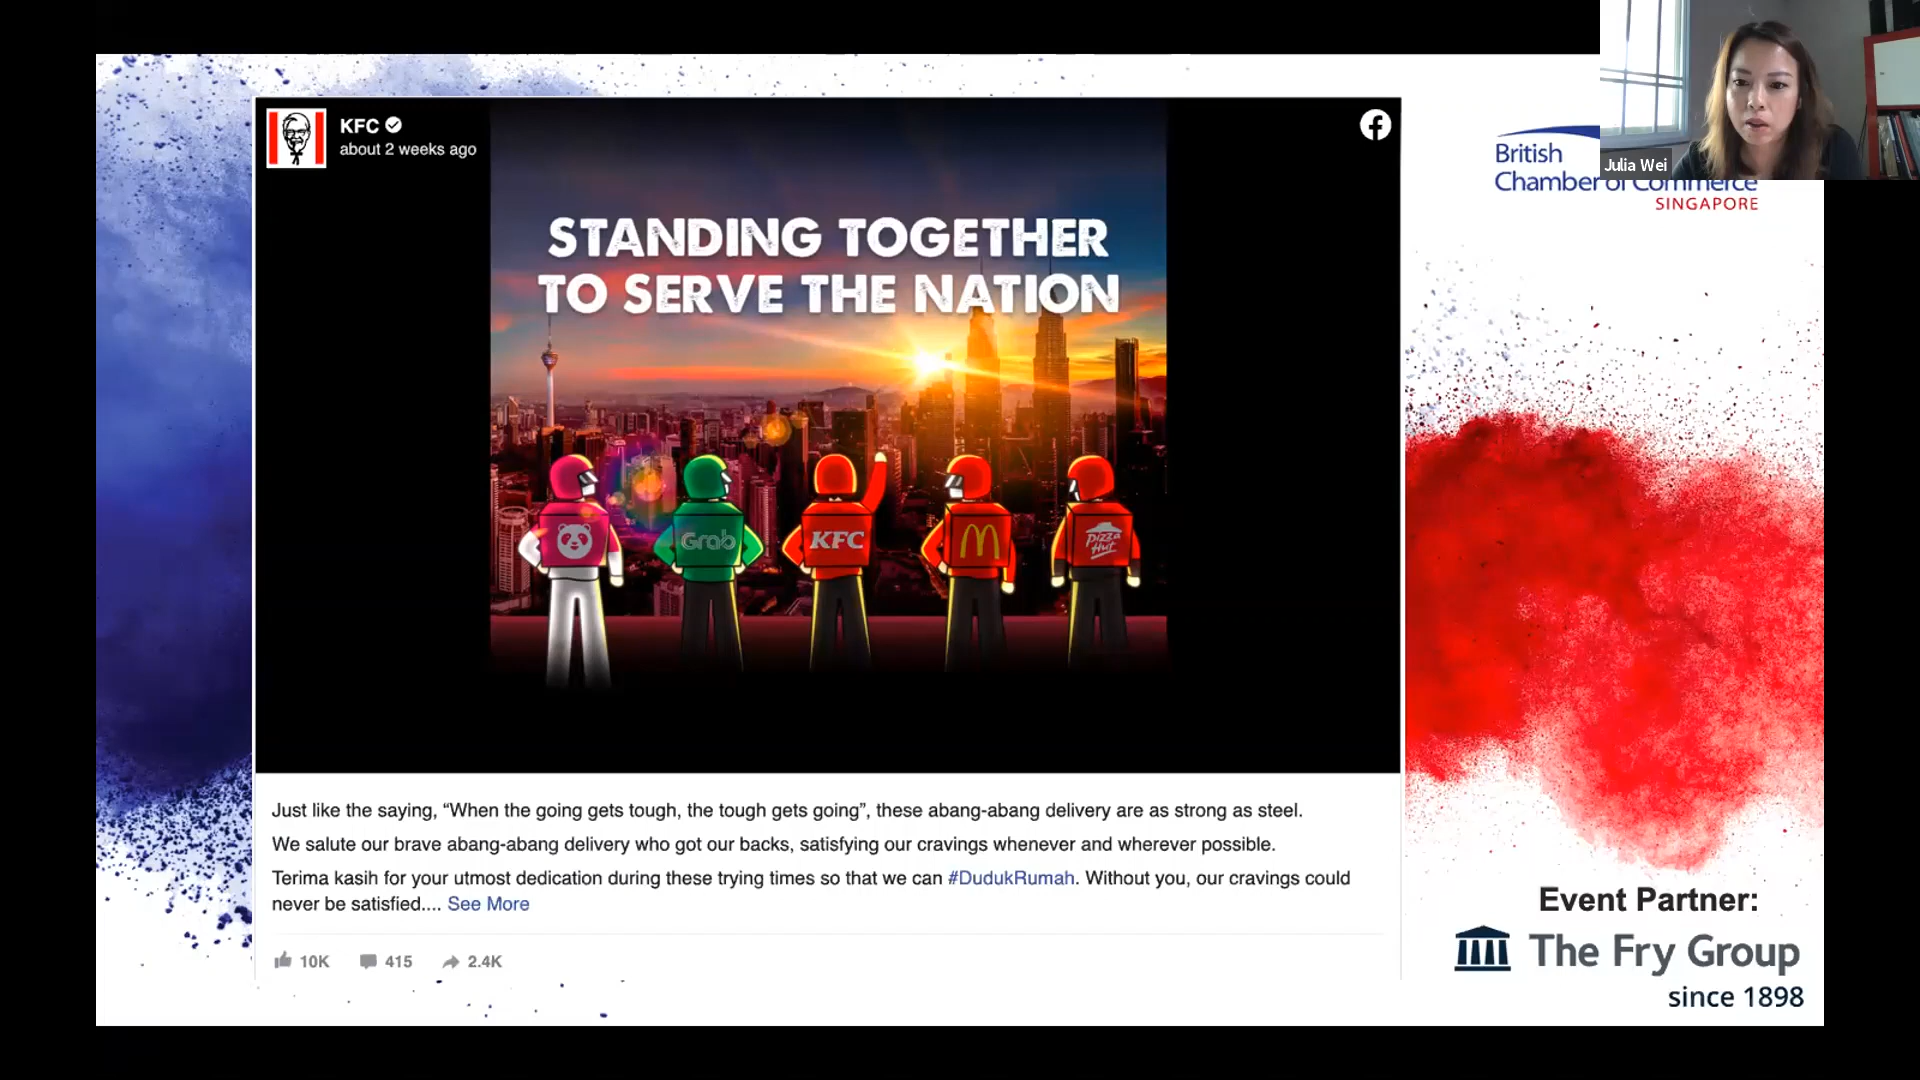 KFC
about 2 weeks ago
STANDING TOGETHER
TO SERVE THE NATION
Grab
KFC
Pizza
Hut
Just like the saying, “When the going gets tough, the tough gets going”, these abang-abang delivery are as strong as steel.
We salute our brave abang-abang delivery who got our backs, satisfying our cravings whenever and wherever possible.
Terima kasih for your utmost dedication during these trying times so that we can #DudukRumah. Without you, our cravings could
never be satisfied.... See More
10K 415 2.4K
British
Chamber of Commerce
SINGAPORE
Julia Wei
Event Partner:
The Fry Group
since 1898